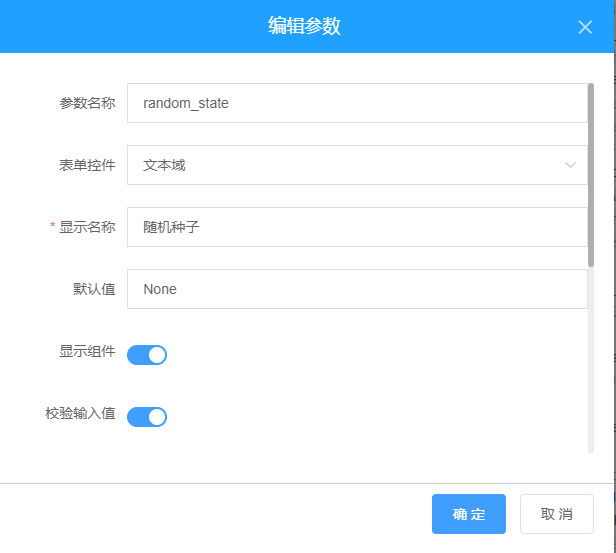 编辑参数
参数名称 random_state
表单控件 文本域
* 显示名称 随机种子
默认值 None
显示组件
校验输入值
确定 取消